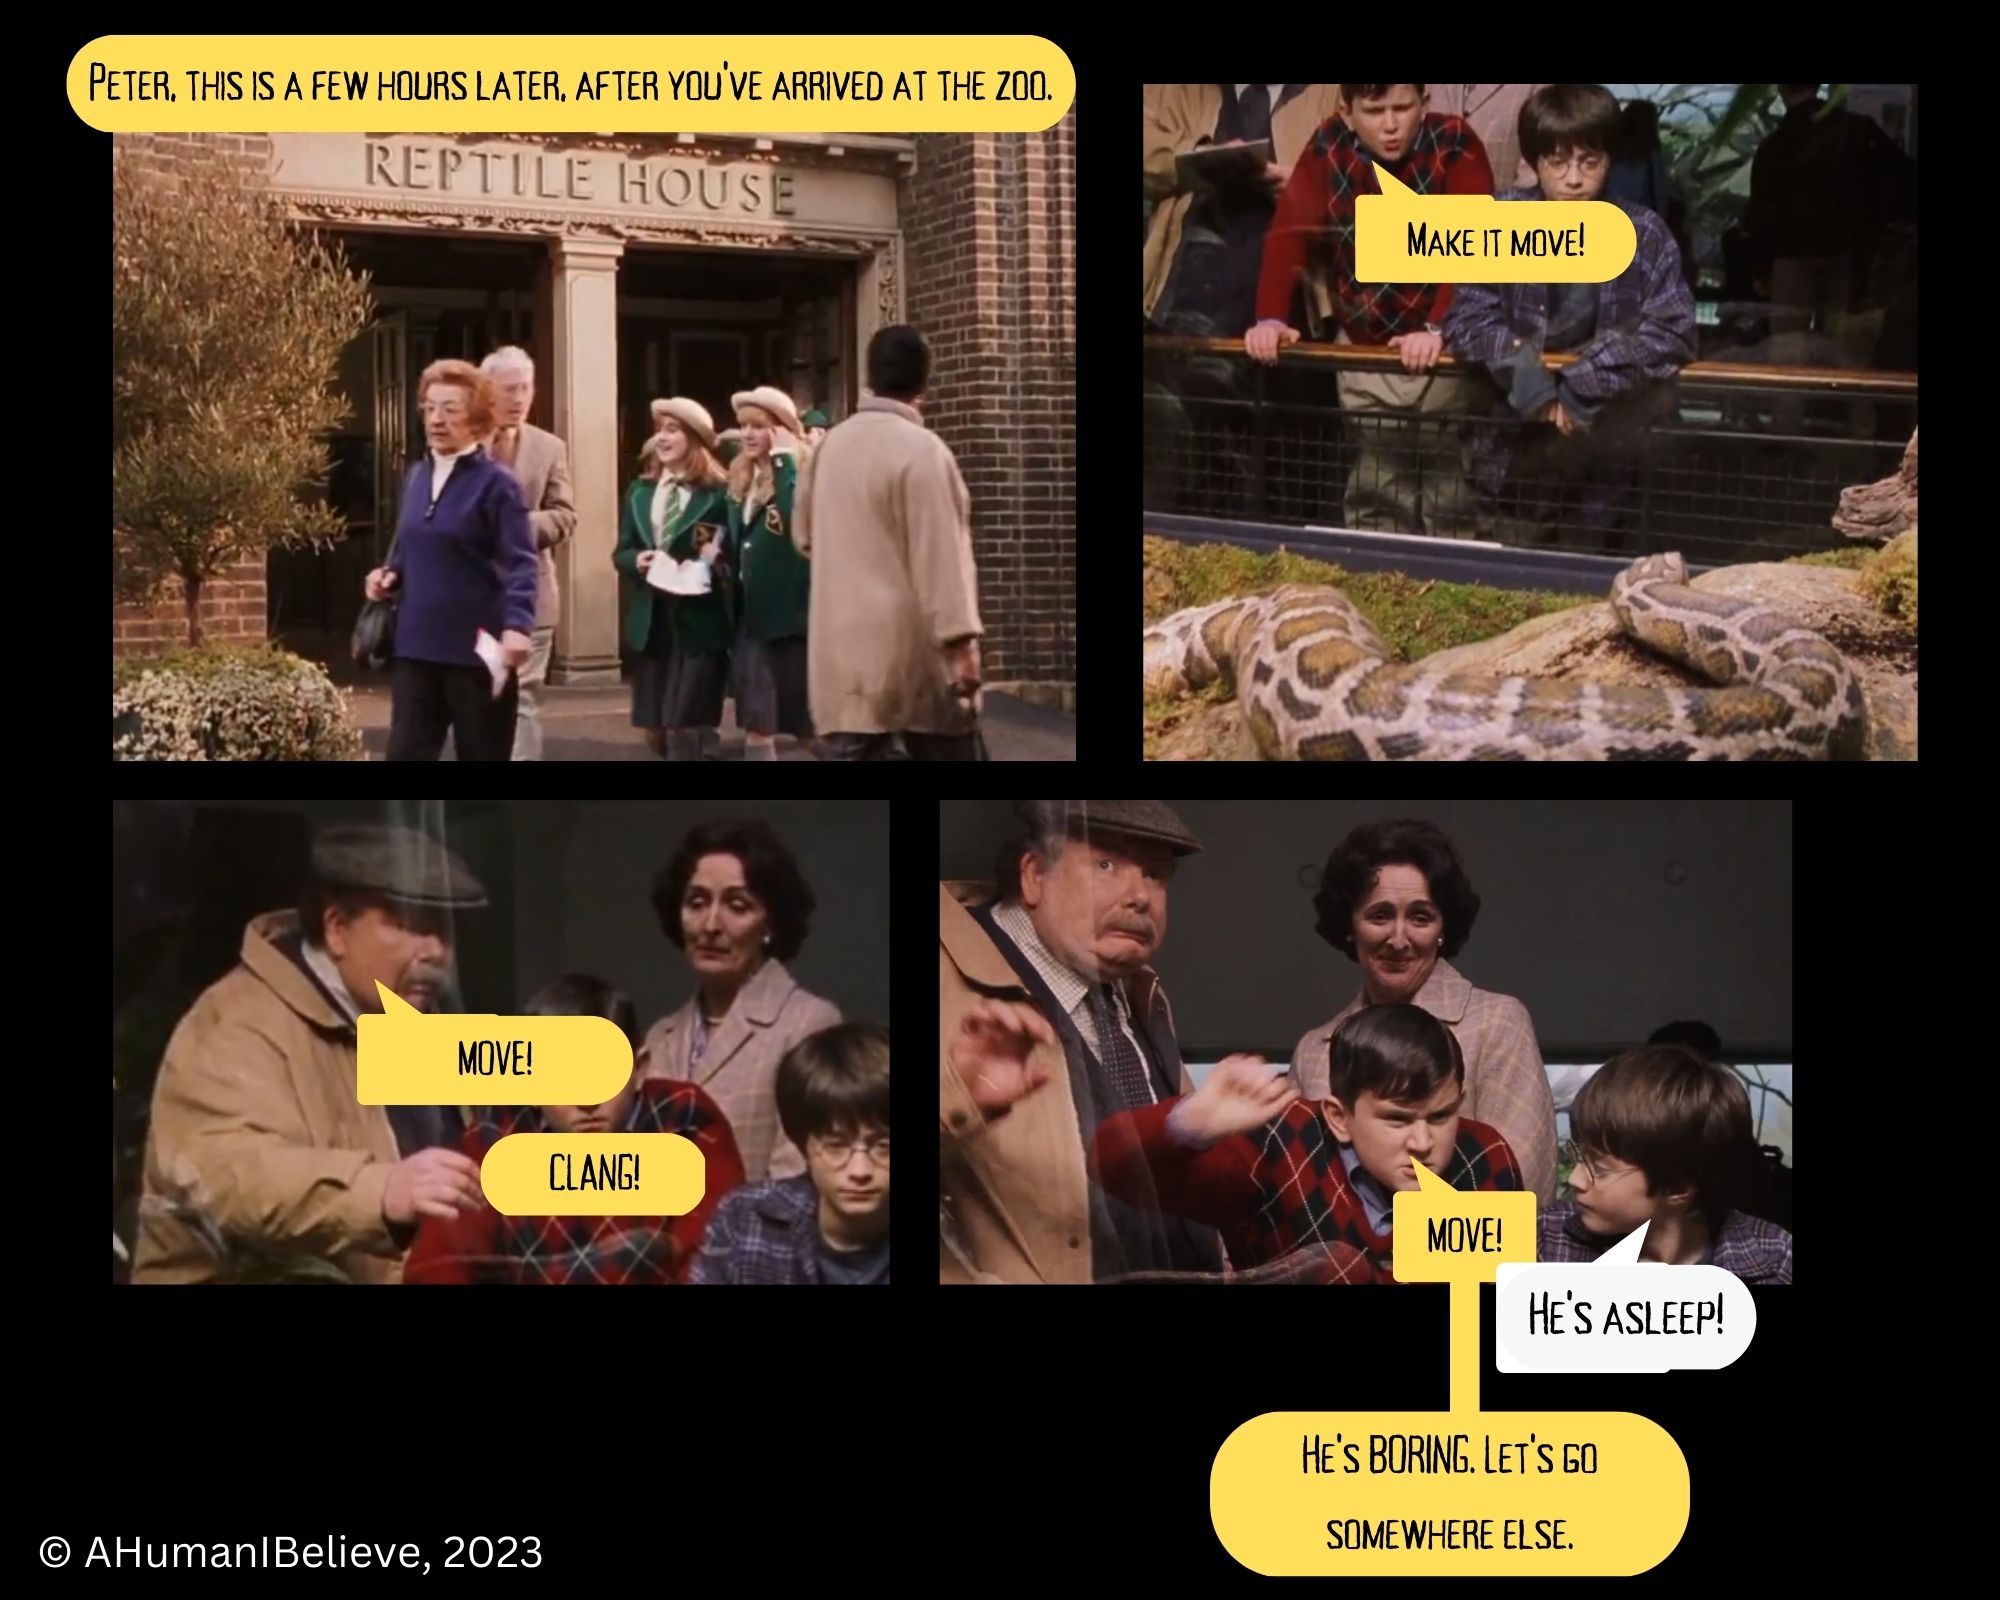 Peter, this is a few hours later, after you've arrived at the zoo.
REPTILE HOUSE
Make it move!
MOVE!
CLANG!
MOVE!
He's asleep!
He's BORING. Let's go
somewhere else.
© AHumanIBelieve, 2023